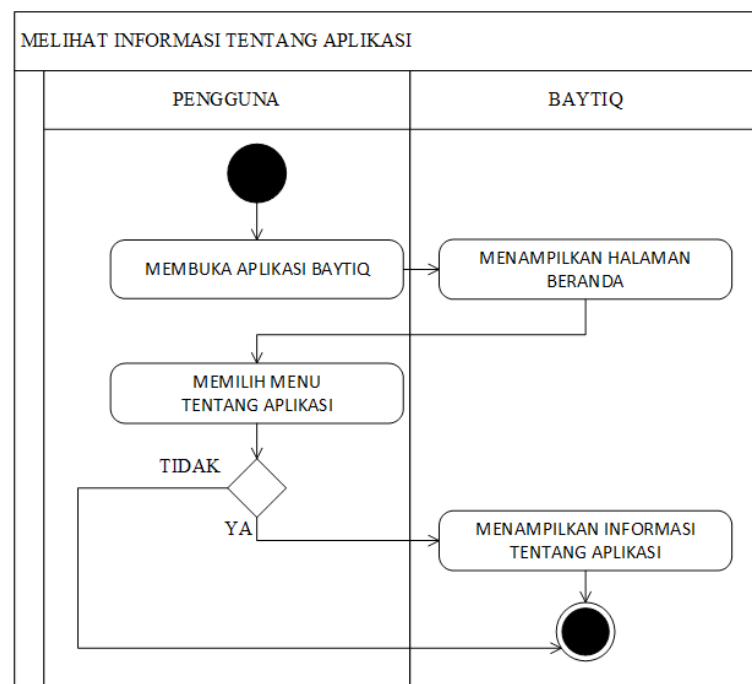 MELIHAT INFORMASI TENTANG APLIKASI
PENGGUNA
BAYTIQ
MEMBUKA APLIKASI BAYTIQ
MENAMPILKAN HALAMAN
BERANDA
MEMILIH MENU
TENTANG APLIKASI
TIDAK
YA
MENAMPILKAN INFORMASI
TENTANG APLIKASI